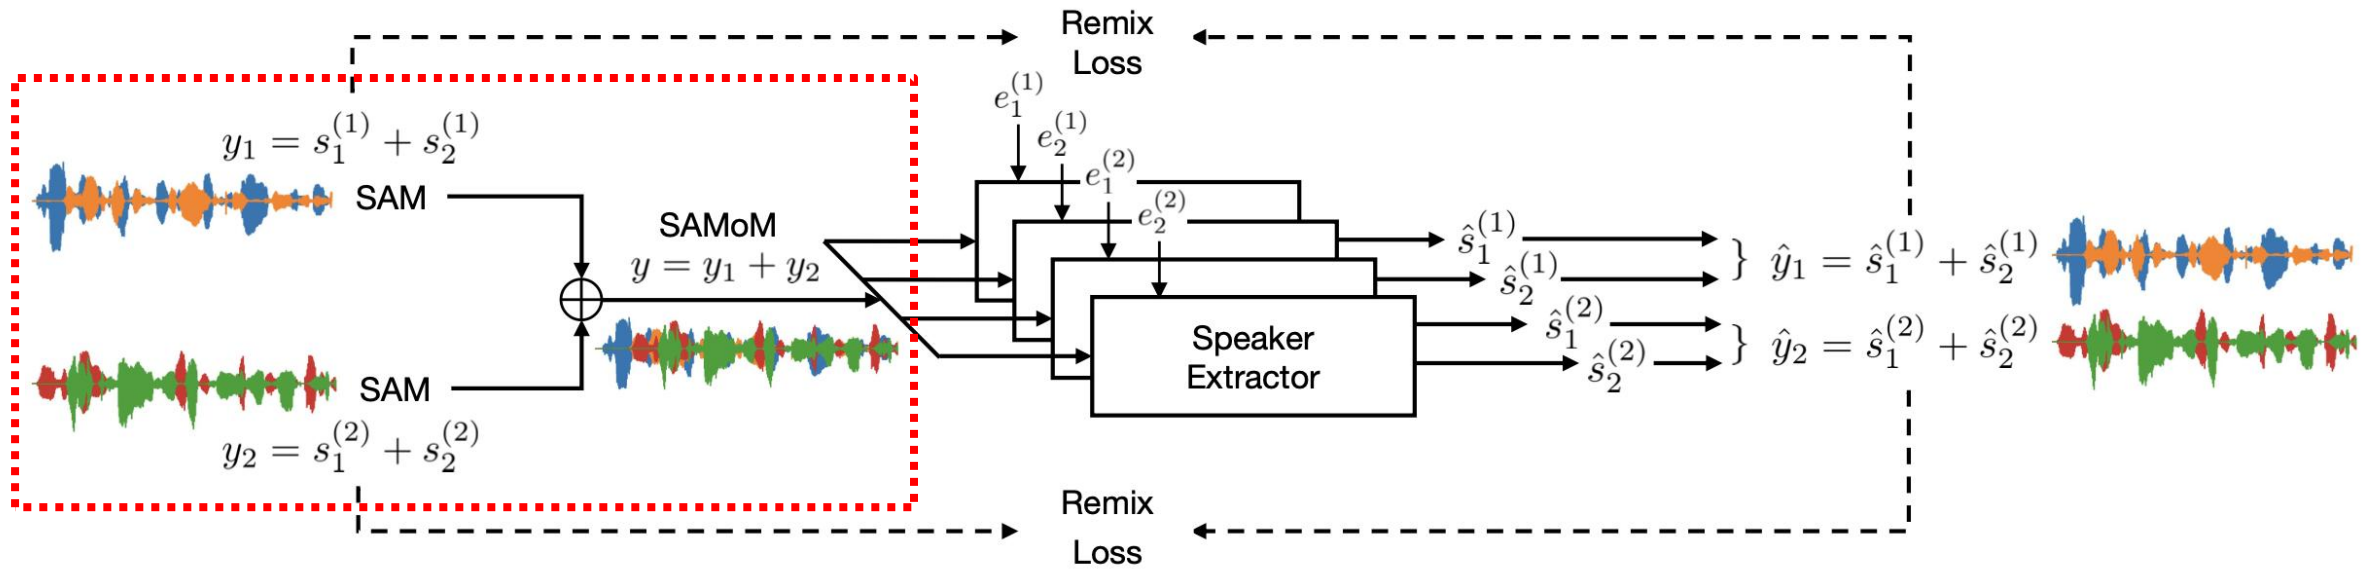 Remix
Loss
e_1^{(1)}
e_2^{(1)}
e_1^{(2)}
e_2^{(2)}
y_1 = s_1^{(1)} + s_2^{(1)}
SAM
SAMoM
y = y_1 + y_2
SAM
y_2 = s_1^{(2)} + s_2^{(2)}
Speaker
Extractor
ŝ_1^{(1)}
ŝ_2^{(1)}
ŝ_1^{(2)}
ŝ_2^{(2)}
} ŷ_1 = ŝ_1^{(1)} + ŝ_2^{(1)}
} ŷ_2 = ŝ_1^{(2)} + ŝ_2^{(2)}
Remix
Loss